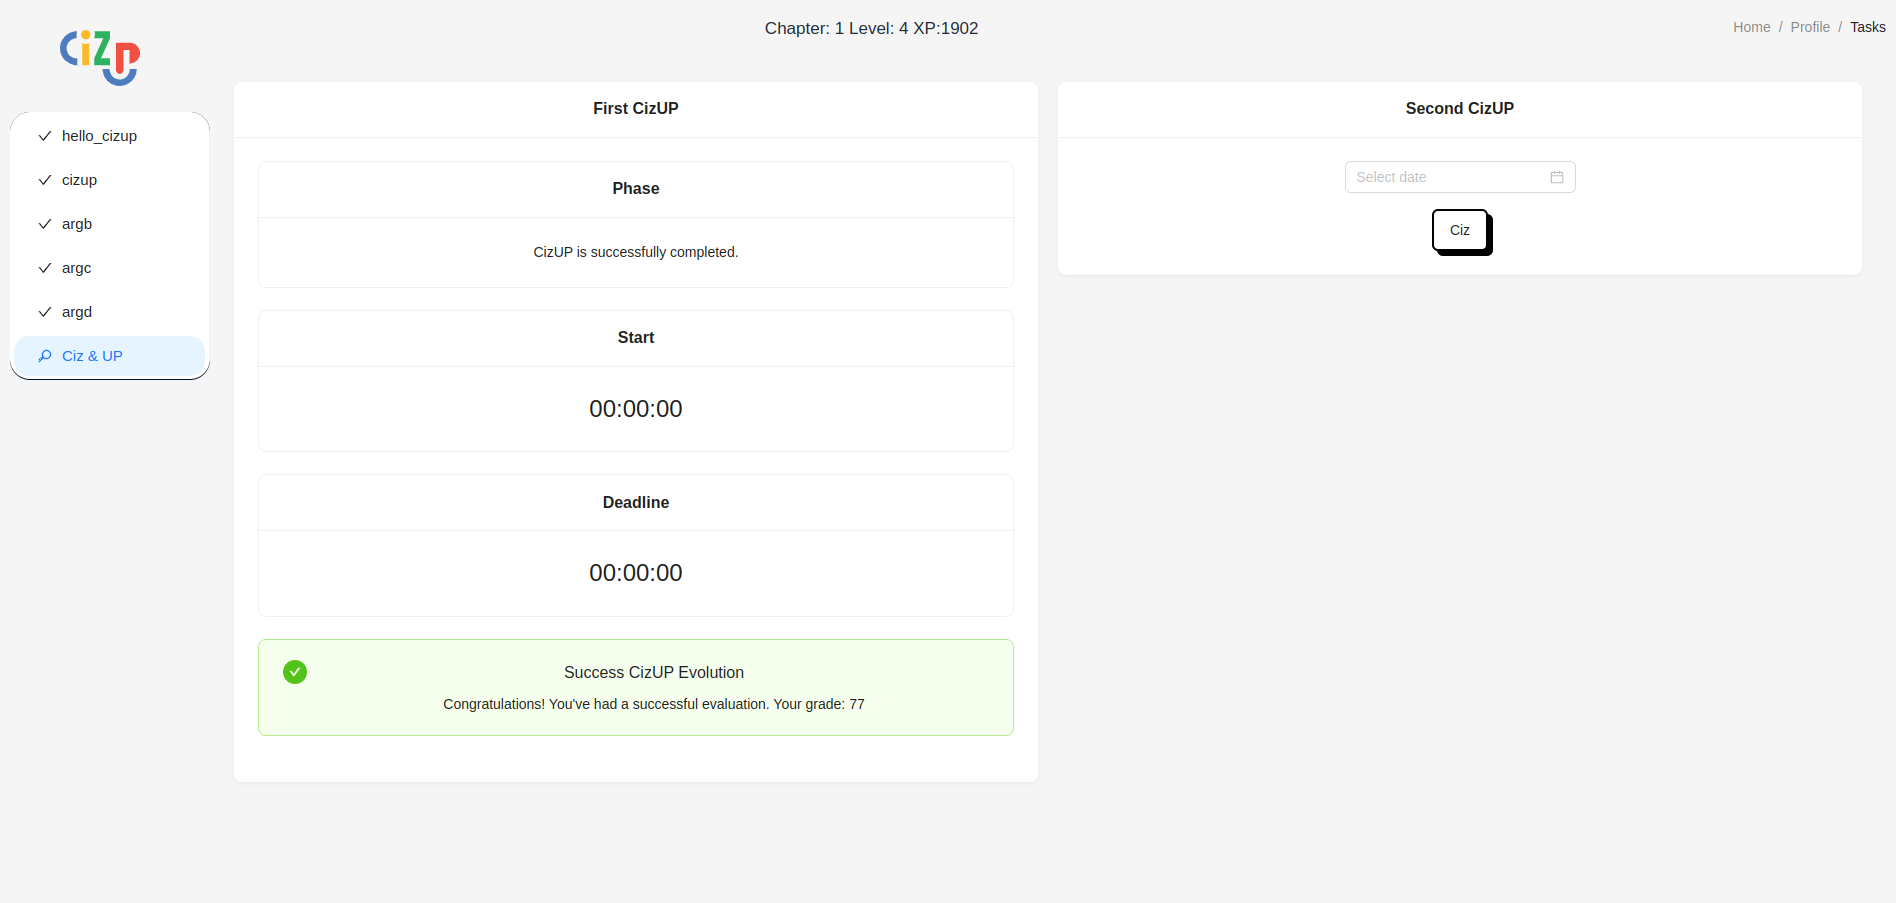 cizup
Chapter: 1 Level: 4 XP:1902
Home / Profile / Tasks
hello_cizup
cizup
argb
argc
argd
Ciz & UP
First CizUP
Phase
CizUP is successfully completed.
Start
00:00:00
Deadline
00:00:00
Success CizUP Evolution
Congratulations! You've had a successful evaluation. Your grade: 77
Second CizUP
Select date
Ciz